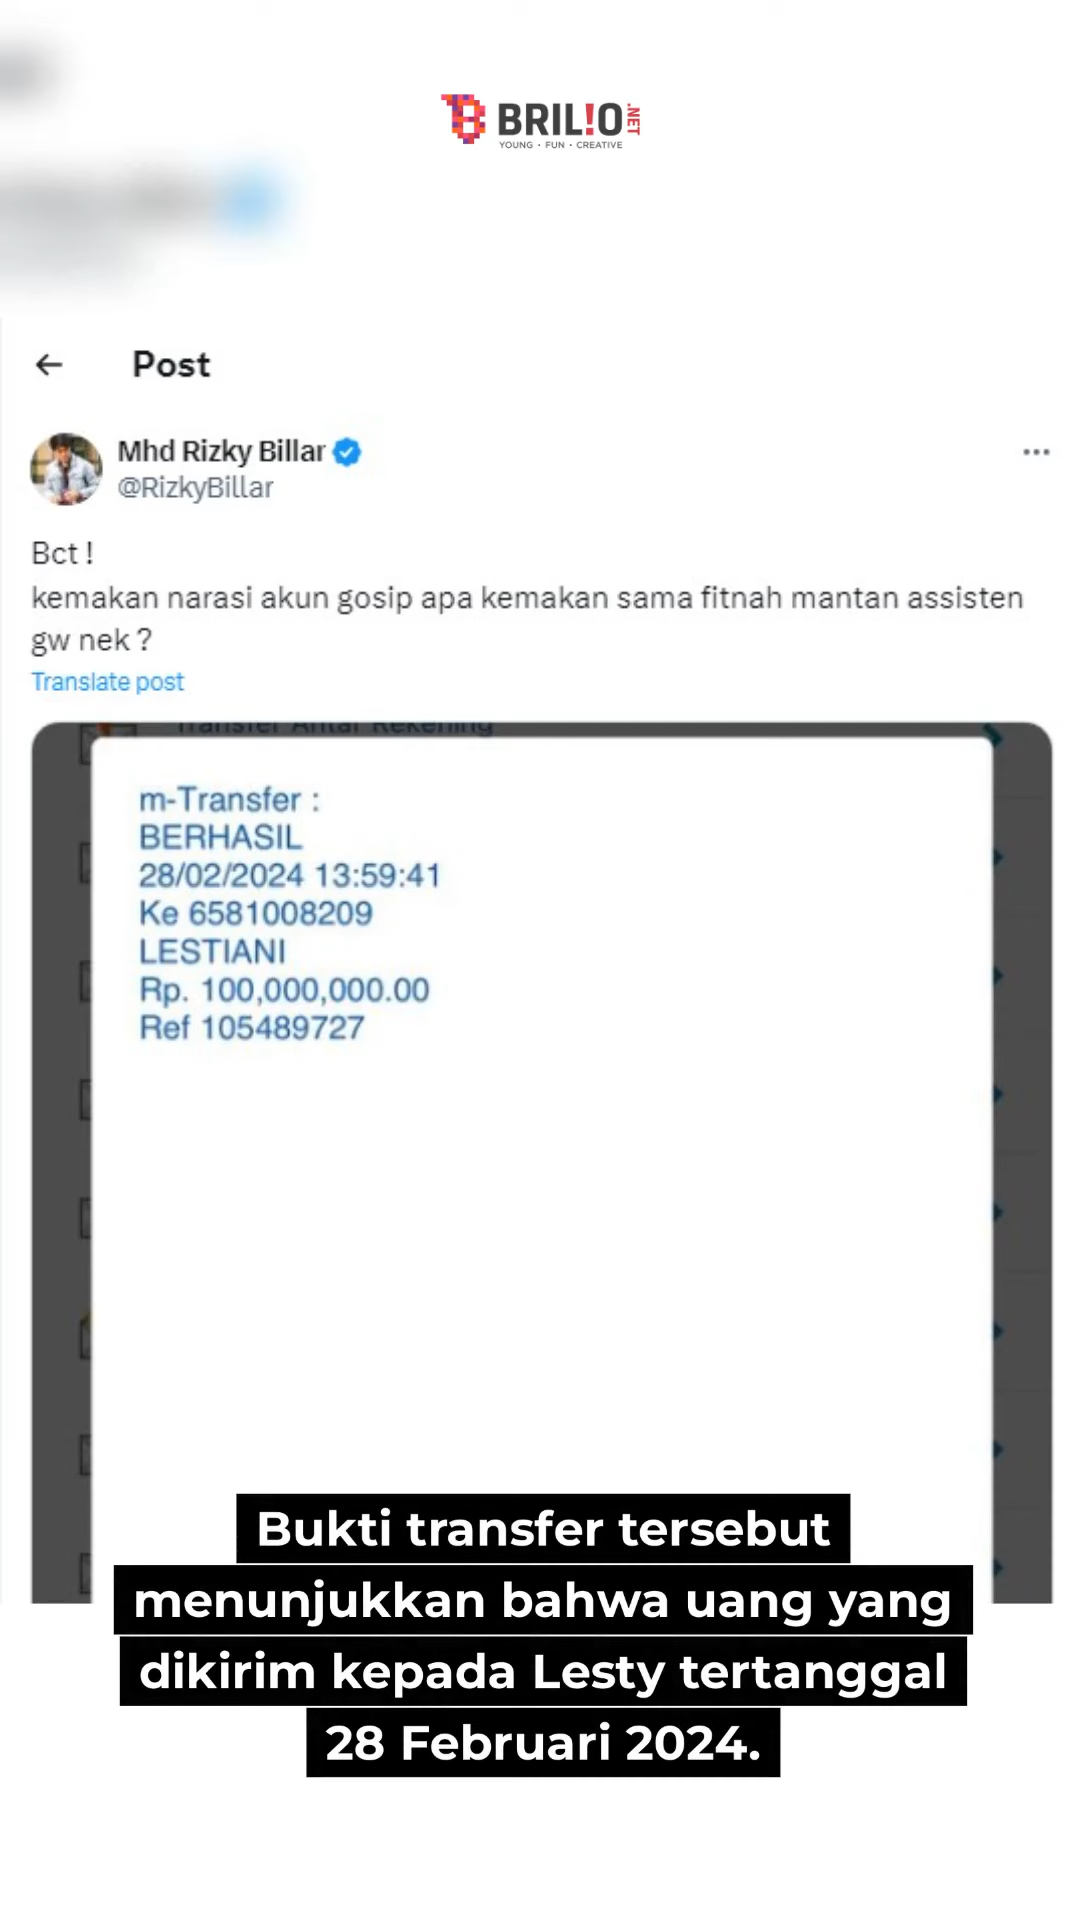 BRIL!O.NET
YOUNG • FUN • CREATIVE
Post
Mhd Rizky Billar
@RizkyBillar
Bct !
kemakan narasi akun gosip apa kemakan sama fitnah mantan assisten
gw nek ?
Translate post
Transfer Antar Rekening
m-Transfer :
BERHASIL
28/02/2024 13:59:41
Ke 6581008209
LESTIANI
Rp. 100,000,000.00
Ref 105489727
Bukti transfer tersebut
menunjukkan bahwa uang yang
dikirim kepada Lesty tertanggal
28 Februari 2024.